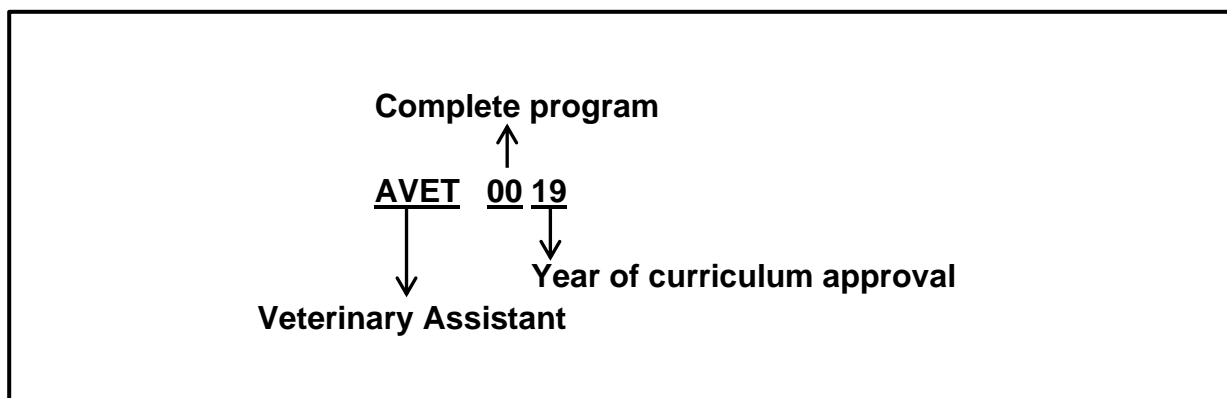 Complete program
AVET 00 19
Year of curriculum approval
Veterinary Assistant